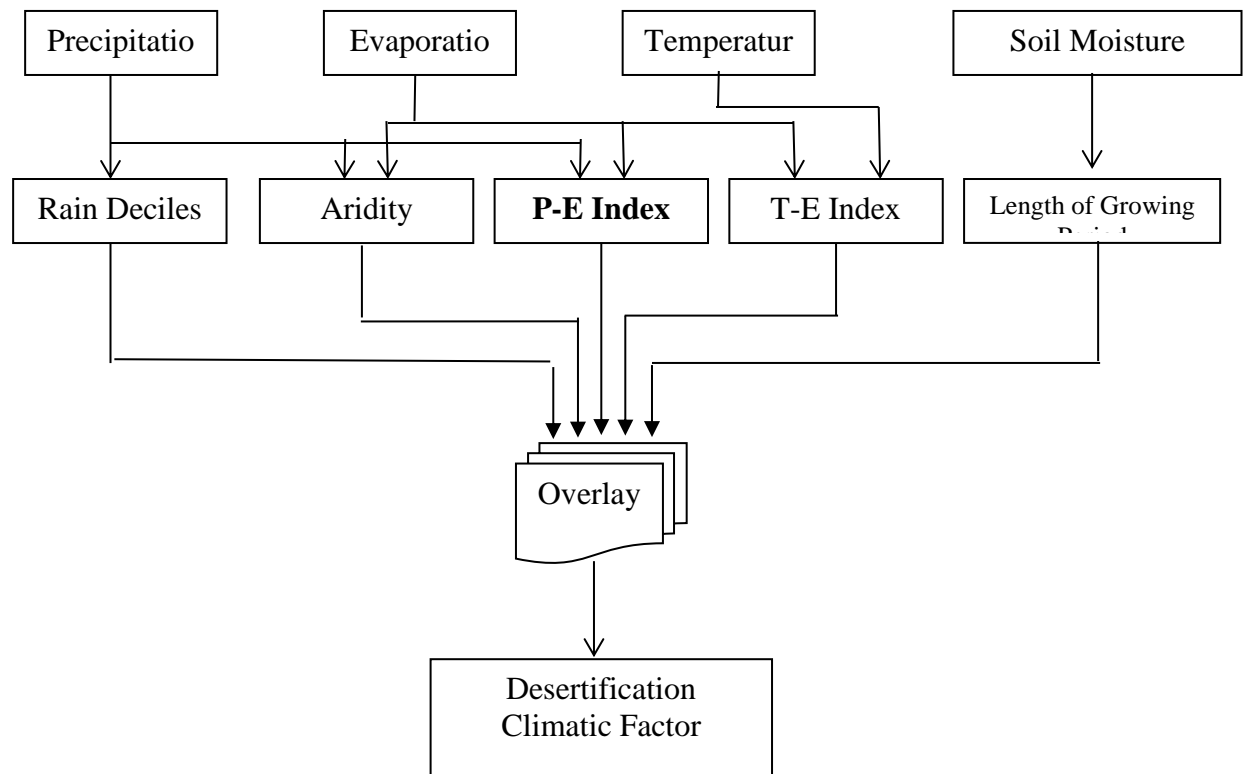 Precipitatio
Evaporatio
Temperatur
Soil Moisture
Rain Deciles
Aridity
P-E Index
T-E Index
Length of Growing
Overlay
Desertification
Climatic Factor